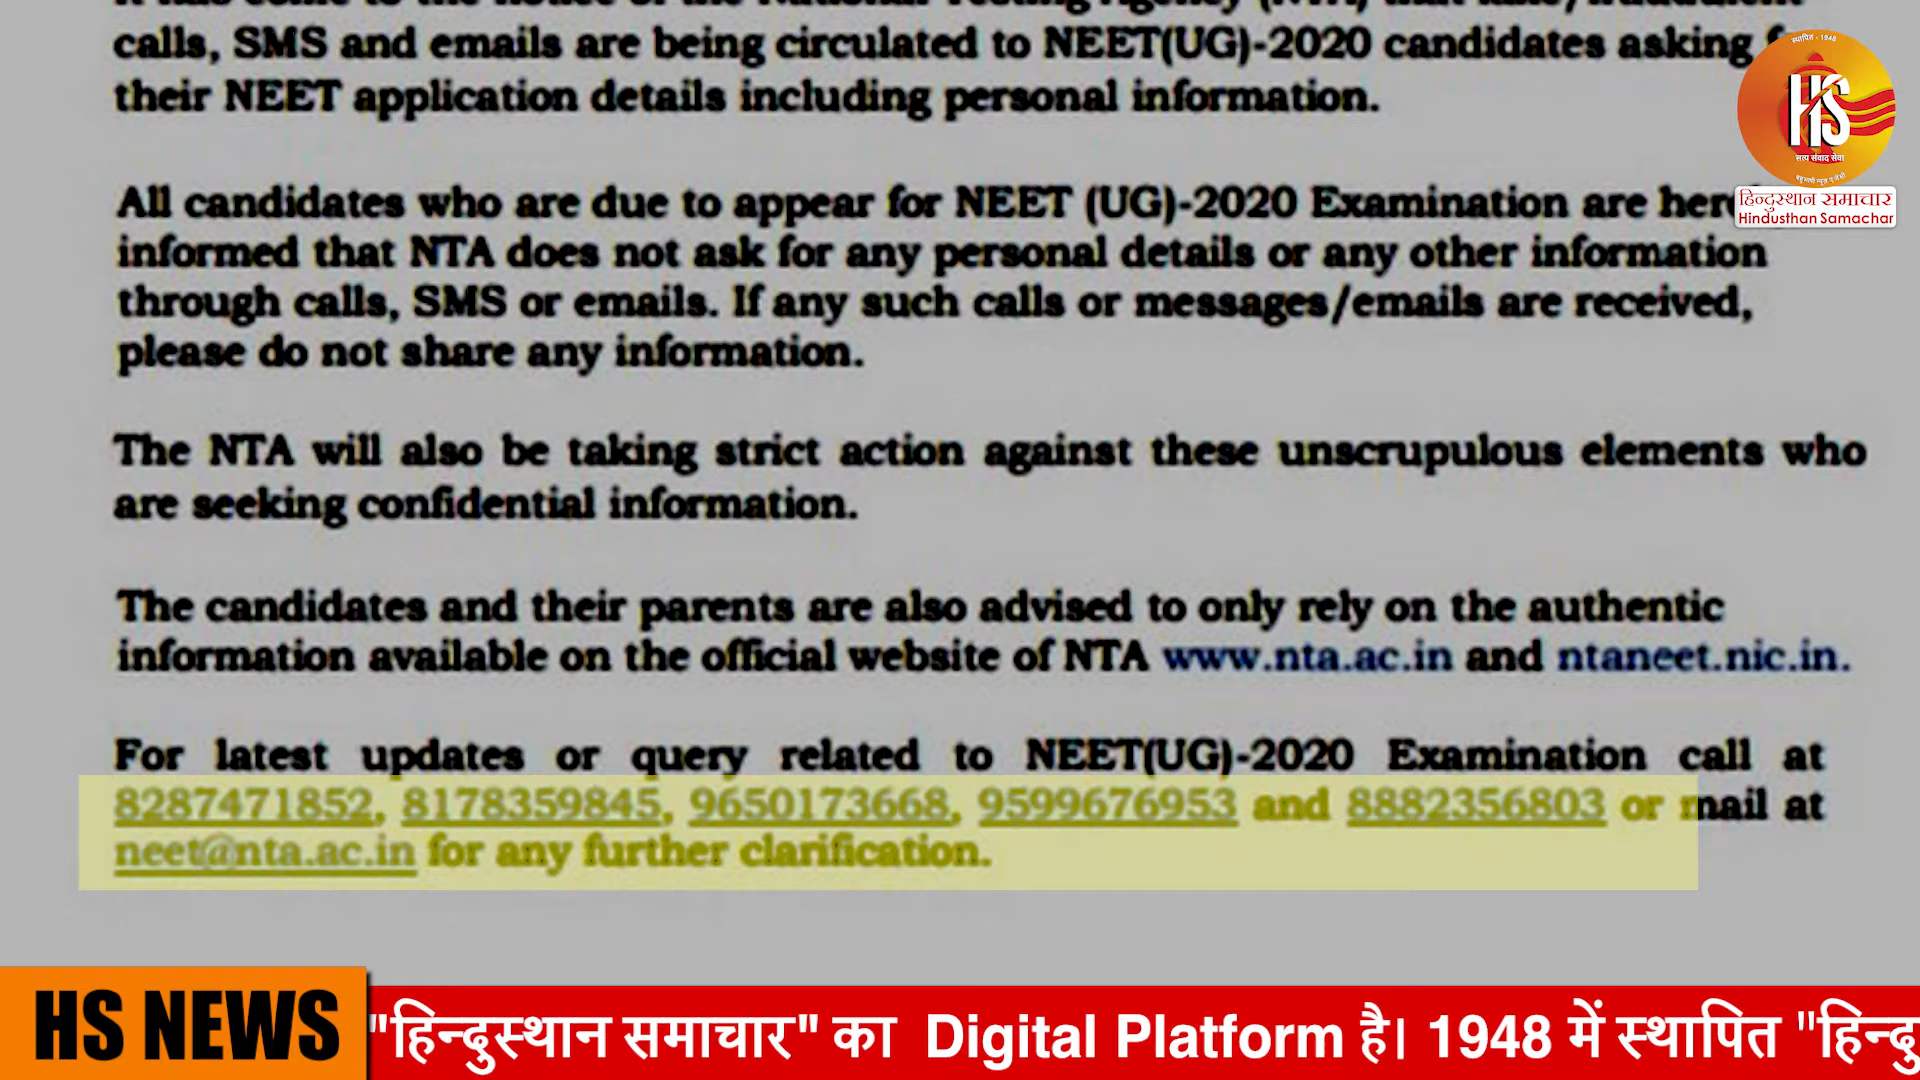 calls, SMS and emails are being circulated to NEET(UG)-2020 candidates asking
their NEET application details including personal information.
All candidates who are due to appear for NEET (UG)-2020 Examination are
informed that NTA does not ask for any personal details or any other information
through calls, SMS or emails. If any such calls or messages/emails are received,
please do not share any information.
The NTA will also be taking strict action against these unscrupulous elements who
are seeking confidential information.
The candidates and their parents are also advised to only rely on the authentic
information available on the official website of NTA www.nta.ac.in and ntaneet.nic.in.
For latest updates or query related to NEET(UG)-2020 Examination call at
8287471852, 8178359845, 9650173668, 9599676953 and 8882356803 or mail at
neet@nta.ac.in for any further clarification.
स्थापित - 1948
HS
सत्य संवाद सेवा
हिन्दुस्थान समाचार
Hindusthan Samachar
HS NEWS
"हिन्दुस्थान समाचार" का Digital Platform है। 1948 में स्थापित "हिन्दु